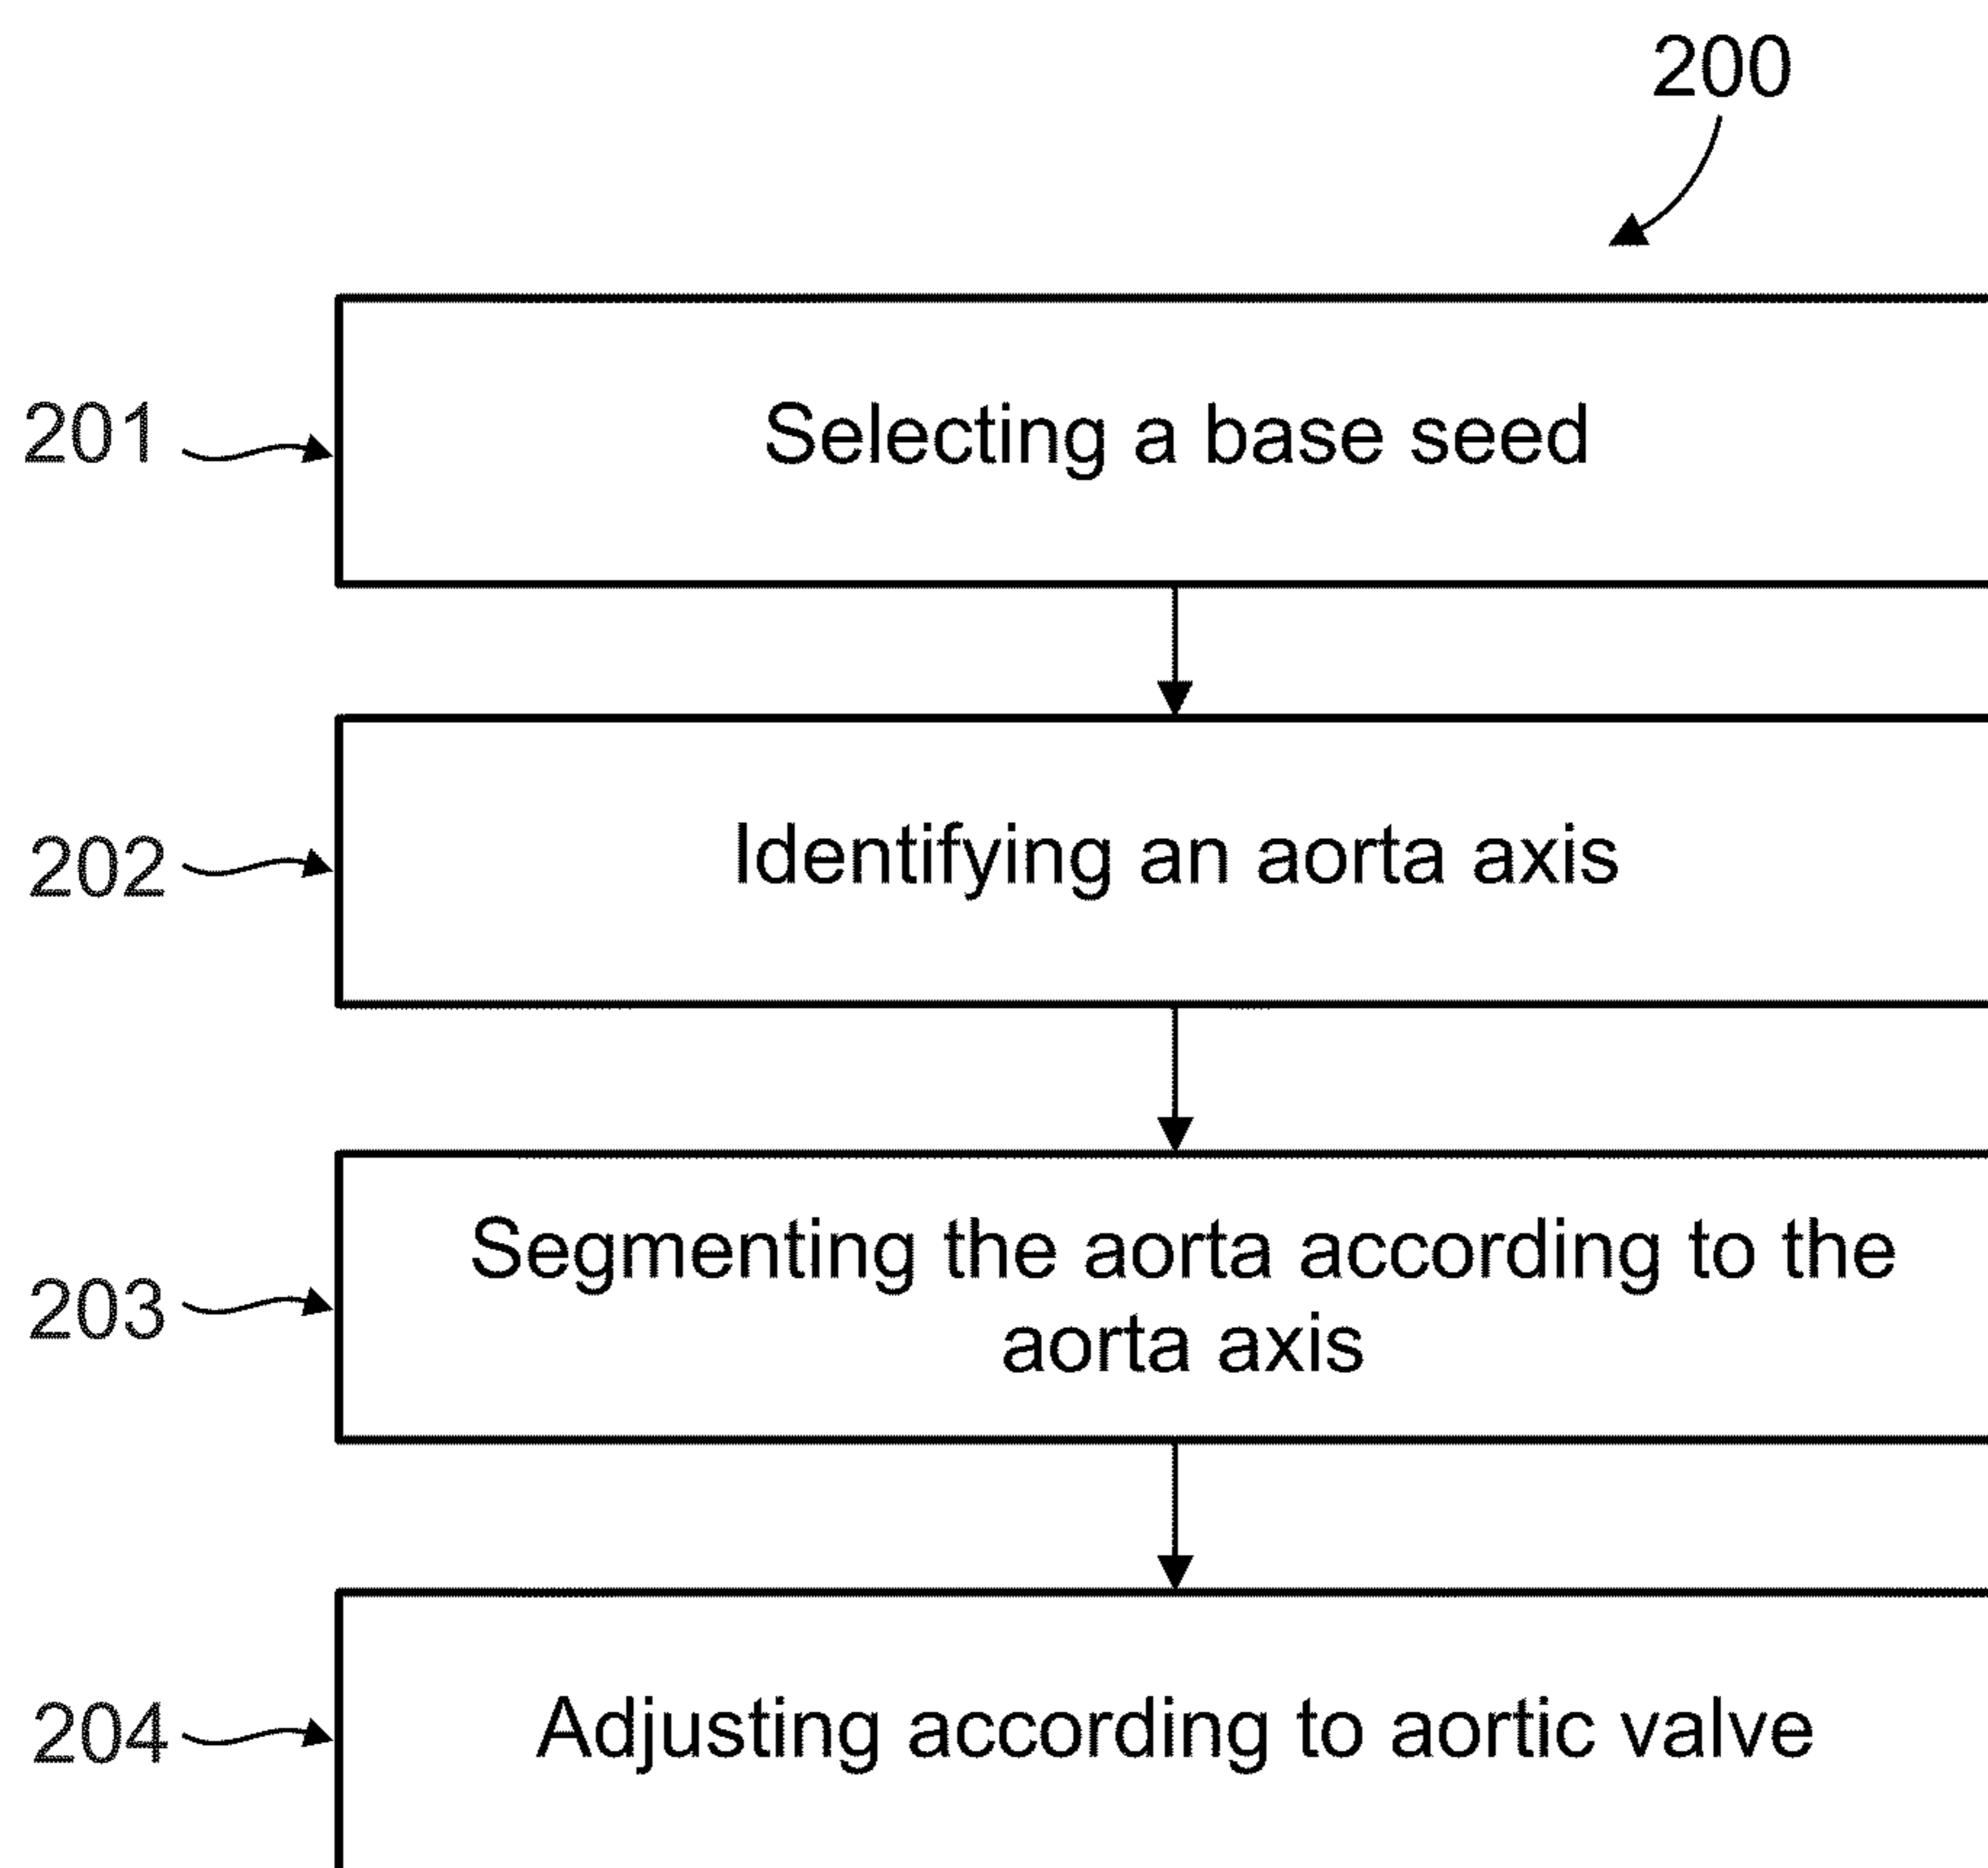 200
201
Selecting a base seed
202
Identifying an aorta axis
203
Segmenting the aorta according to the
aorta axis
204
Adjusting according to aortic valve